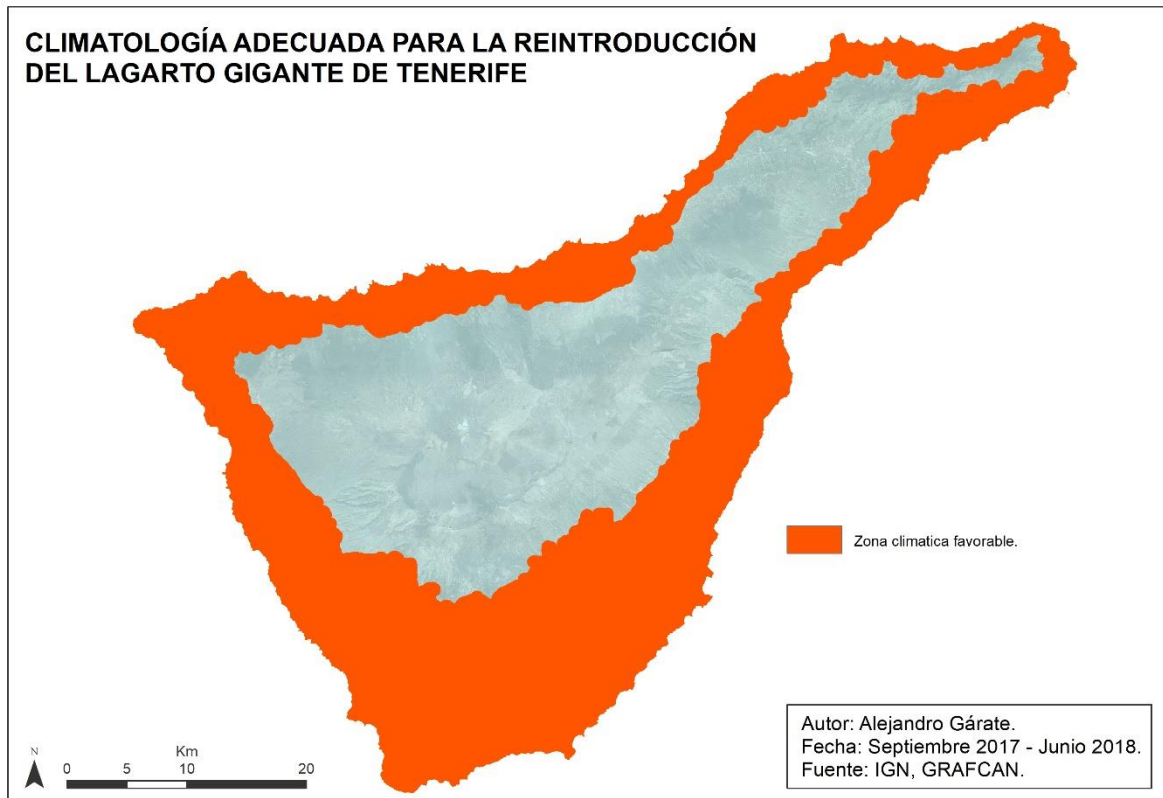 CLIMATOLOGÍA ADECUADA PARA LA REINTRODUCCIÓN
DEL LAGARTO GIGANTE DE TENERIFE
Zona climatica favorable.
N
Km
0 5 10 20
Autor: Alejandro Gárate.
Fecha: Septiembre 2017 - Junio 2018.
Fuente: IGN, GRAFCAN.